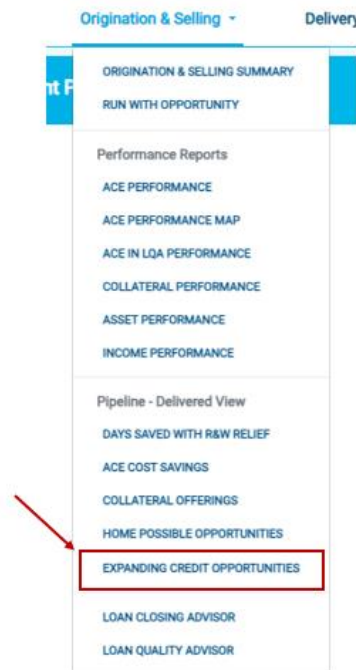 Origination & Selling
Delivery
ORIGINATION & SELLING SUMMARY
RUN WITH OPPORTUNITY
Performance Reports
ACE PERFORMANCE
ACE PERFORMANCE MAP
ACE IN LQA PERFORMANCE
COLLATERAL PERFORMANCE
ASSET PERFORMANCE
INCOME PERFORMANCE
Pipeline - Delivered View
DAYS SAVED WITH R&W RELIEF
ACE COST SAVINGS
COLLATERAL OFFERINGS
HOME POSSIBLE OPPORTUNITIES
EXPANDING CREDIT OPPORTUNITIES
LOAN CLOSING ADVISOR
LOAN QUALITY ADVISOR